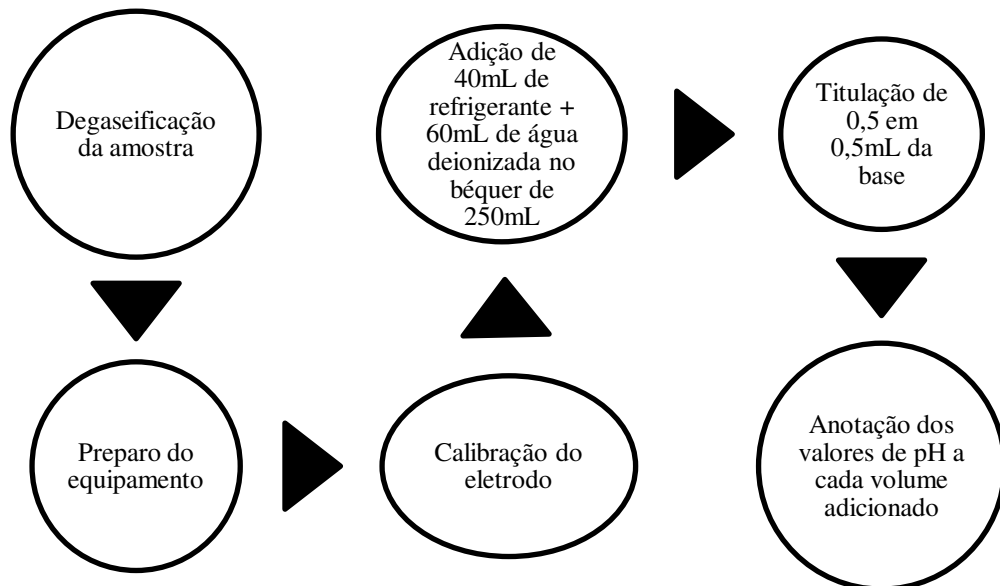 Degaseificação
da amostra
Preparo do
equipamento
Calibração do
eletrodo
Adição de
40mL de
refrigerante +
60mL de água
deionizada no
béquer de
250mL
Titulação de
0,5 em
0,5mL da
base
Anotação dos
valores de pH a
cada volume
adicionado